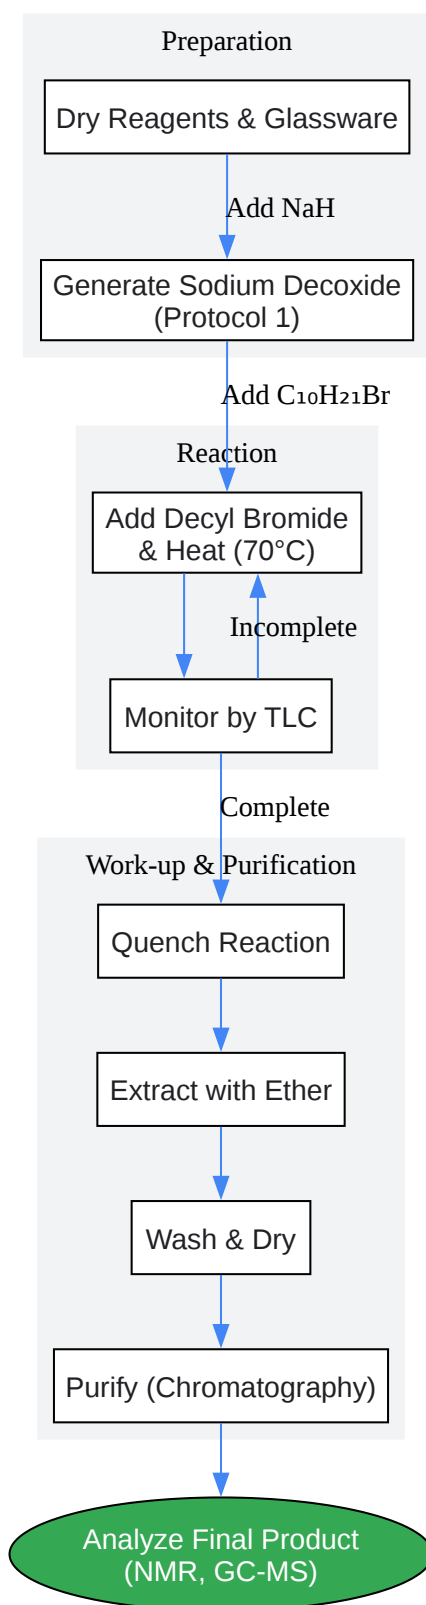 Preparation
Dry Reagents & Glassware
Add NaH
Generate Sodium Decoxide
(Protocol 1)
Add C₁₀H₂₁Br
Reaction
Add Decyl Bromide
& Heat (70°C)
Incomplete
Monitor by TLC
Complete
Work-up & Purification
Quench Reaction
Extract with Ether
Wash & Dry
Purify (Chromatography)
Analyze Final Product
(NMR, GC-MS)